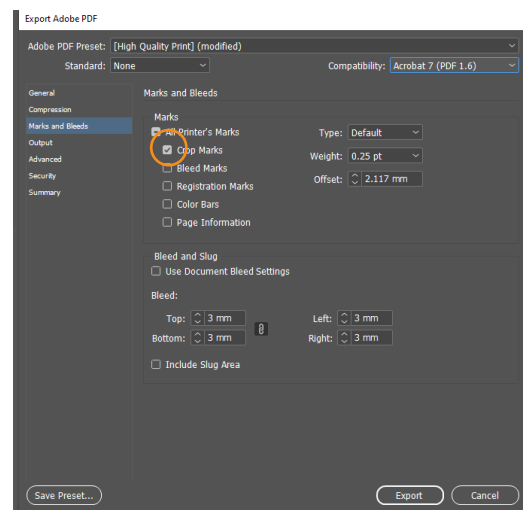 Export Adobe PDF
Adobe PDF Preset: [High Quality Print] (modified)
Standard: None Compatibility: Acrobat 7 (PDF 1.6)
General
Compression
Marks and Bleeds
Output
Advanced
Security
Summary
Marks and Bleeds
Marks
All Printer's Marks Type: Default
Crop Marks Weight: 0.25 pt
Bleed Marks Offset: 2.117 mm
Registration Marks
Color Bars
Page Information
Bleed and Slug
Use Document Bleed Settings
Bleed:
Top: 3 mm Left: 3 mm
Bottom: 3 mm Right: 3 mm
Include Slug Area
Save Preset... Export Cancel